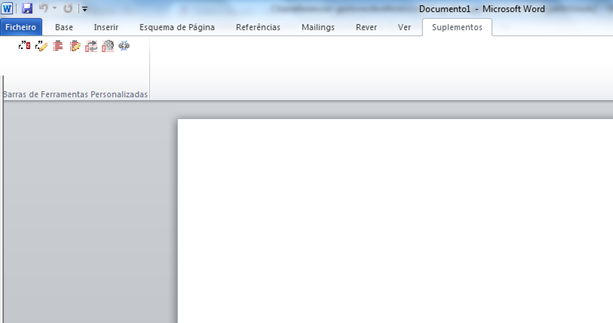 Documento1 - Microsoft Word
Ficheiro Base Inserir Esquema de Página Referências Mailings Rever Ver Suplementos
Barras de Ferramentas Personalizadas